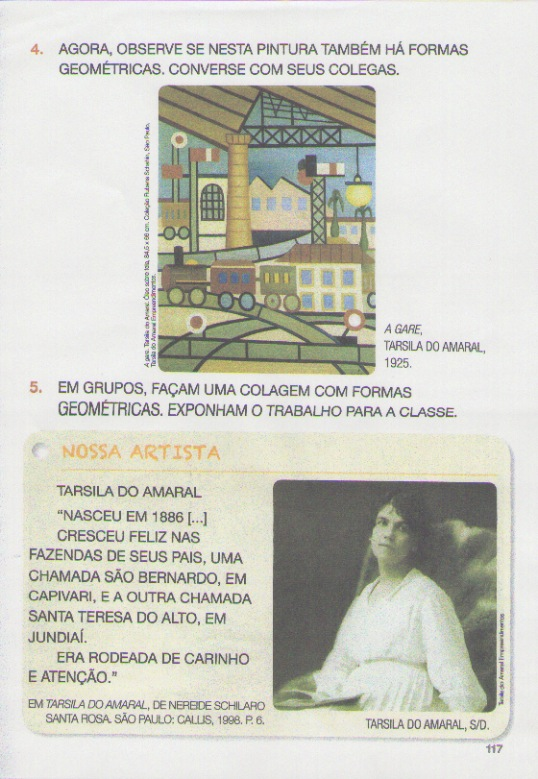 4. AGORA, OBSERVE SE NESTA PINTURA TAMBÉM HÁ FORMAS
GEOMÉTRICAS. CONVERSE COM SEUS COLEGAS.
A gare. Tarsila do Amaral. Óleo sobre tela, 84,5 x 65 cm. Coleção Rubens Schahin, São Paulo.
Tarsila do Amaral Empreendimentos
A GARE,
TARSILA DO AMARAL,
1925.
5. EM GRUPOS, FAÇAM UMA COLAGEM COM FORMAS
GEOMÉTRICAS. EXPONHAM O TRABALHO PARA A CLASSE.
NOSSA ARTISTA
TARSILA DO AMARAL
“NASCEU EM 1886 [...]
CRESCEU FELIZ NAS
FAZENDAS DE SEUS PAIS, UMA
CHAMADA SÃO BERNARDO, EM
CAPIVARI, E A OUTRA CHAMADA
SANTA TERESA DO ALTO, EM
JUNDIAÍ.
ERA RODEADA DE CARINHO
E ATENÇÃO.”
EM TARSILA DO AMARAL, DE NEREIDE SCHILARO
SANTA ROSA. SÃO PAULO: CALLIS, 1998. P. 6.
Tarsila do Amaral Empreendimentos
TARSILA DO AMARAL, S/D.
117